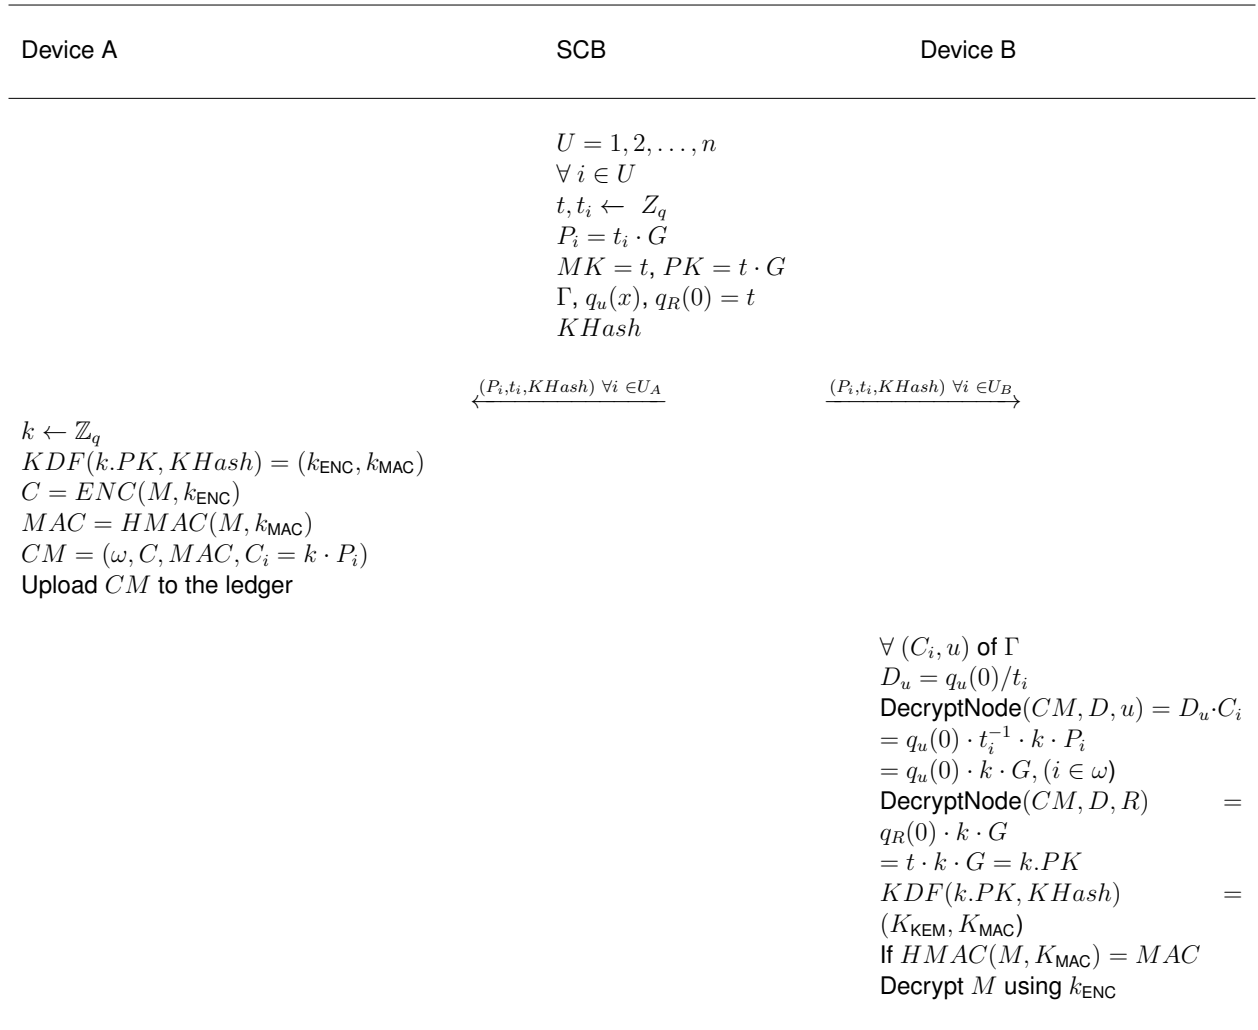 Device A SCB Device B
U = 1, 2, . . . , n
∀ i ∈ U
t, t_i ← Z_q
P_i = t_i · G
MK = t, PK = t · G
Γ, q_u(x), q_R(0) = t
KHash
(P_i,t_i,KHash) ∀i ∈U_A (P_i,t_i,KHash) ∀i ∈U_B
k ← ℤ_q
KDF(k.PK, KHash) = (k_ENC, k_MAC)
C = ENC(M, k_ENC)
MAC = HMAC(M, k_MAC)
CM = (ω, C, MAC, C_i = k · P_i)
Upload CM to the ledger
∀ (C_i, u) of Γ
D_u = q_u(0)/t_i
DecryptNode(CM, D, u) = D_u·C_i
= q_u(0) · t_i^{-1} · k · P_i
= q_u(0) · k · G, (i ∈ ω)
DecryptNode(CM, D, R) =
q_R(0) · k · G
= t · k · G = k.PK
KDF(k.PK, KHash) =
(K_KEM, K_MAC)
If HMAC(M, K_MAC) = MAC
Decrypt M using k_ENC